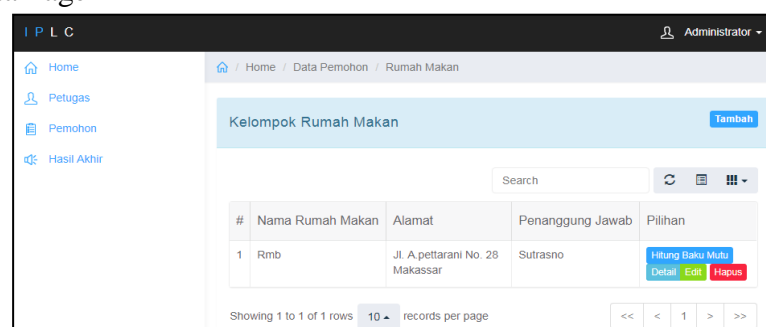 I P L C
Administrator
Home
Petugas
Pemohon
Hasil Akhir
/ Home / Data Pemohon / Rumah Makan
Kelompok Rumah Makan
Tambah
Search
# Nama Rumah Makan Alamat Penanggung Jawab Pilihan
1 Rmb Jl. A.pettarani No. 28 Sutrasno Hitung Baku Mutu
Makassar Detail Edit Hapus
Showing 1 to 1 of 1 rows 10 records per page << < 1 > >>